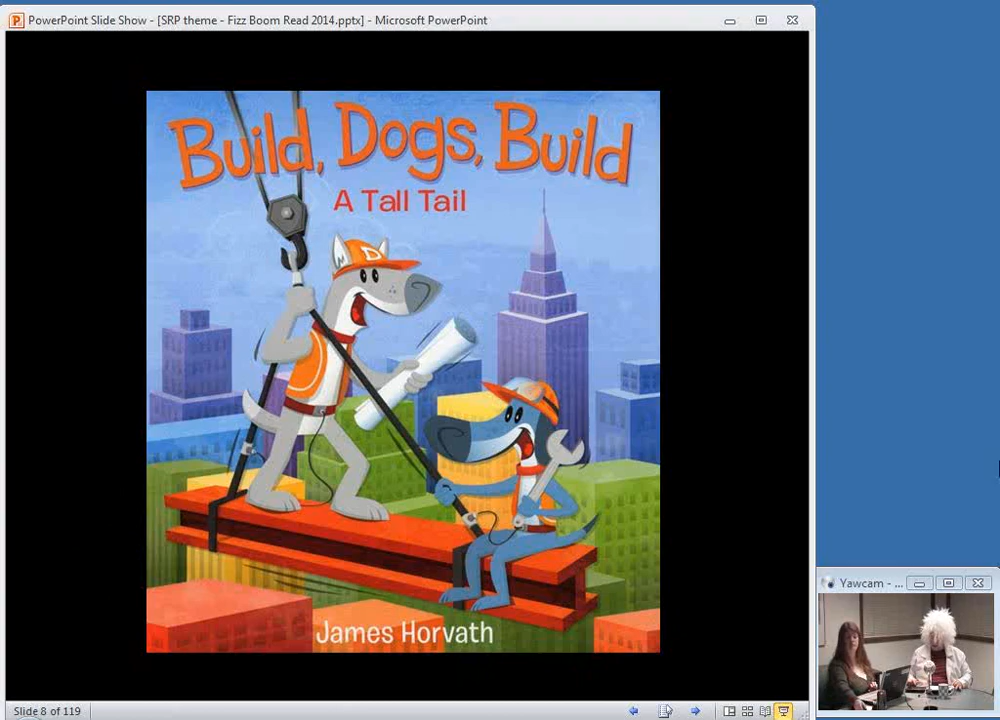 PowerPoint Slide Show - [SRP theme - Fizz Boom Read 2014.pptx] - Microsoft PowerPoint
Build, Dogs, Build
A Tall Tail
D
James Horvath
Yawcam - ...
Slide 8 of 119